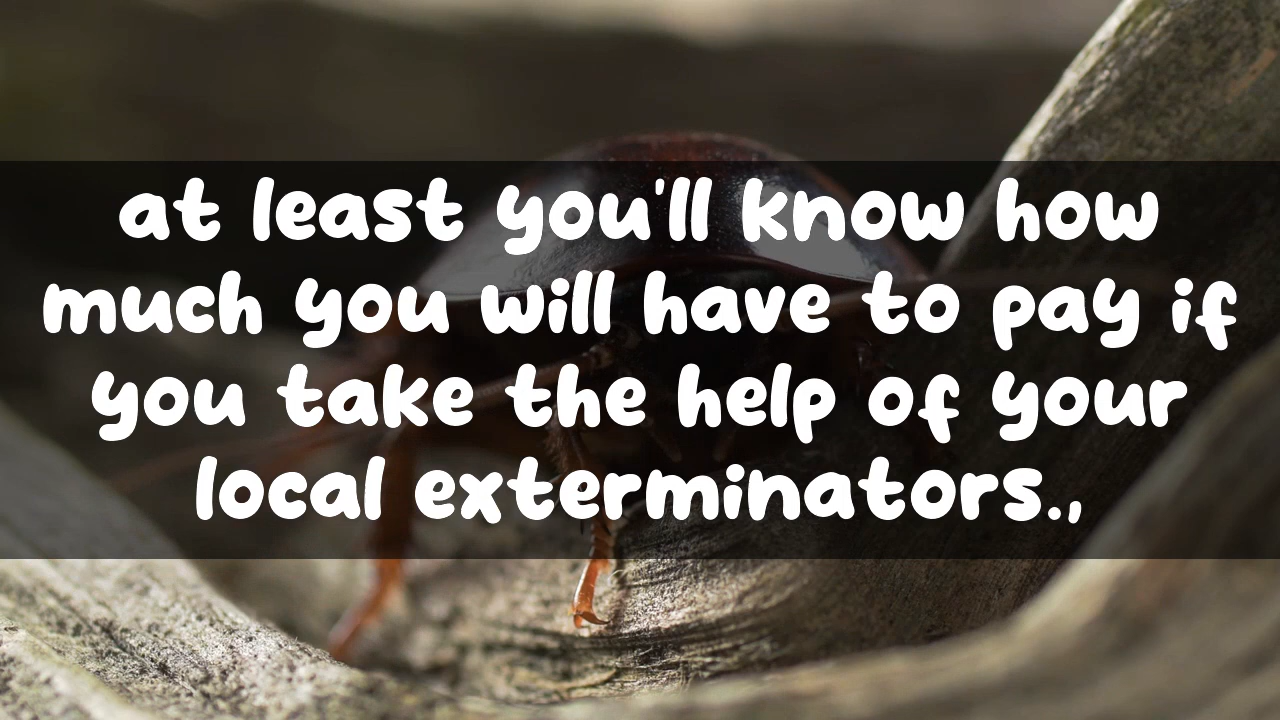 at least you'll know how
much you will have to pay if
you take the help of your
local exterminators.,